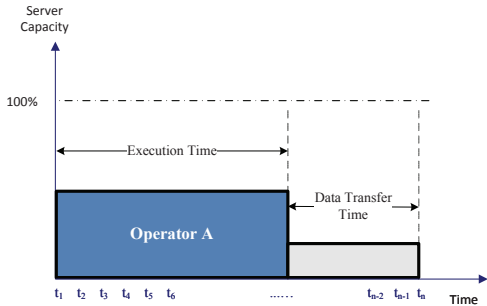 Server
Capacity
100%
Execution Time
Data Transfer
Time
Operator A
t1 t2 t3 t4 t5 t6 ...... tn-2 tn-1 tn
Time